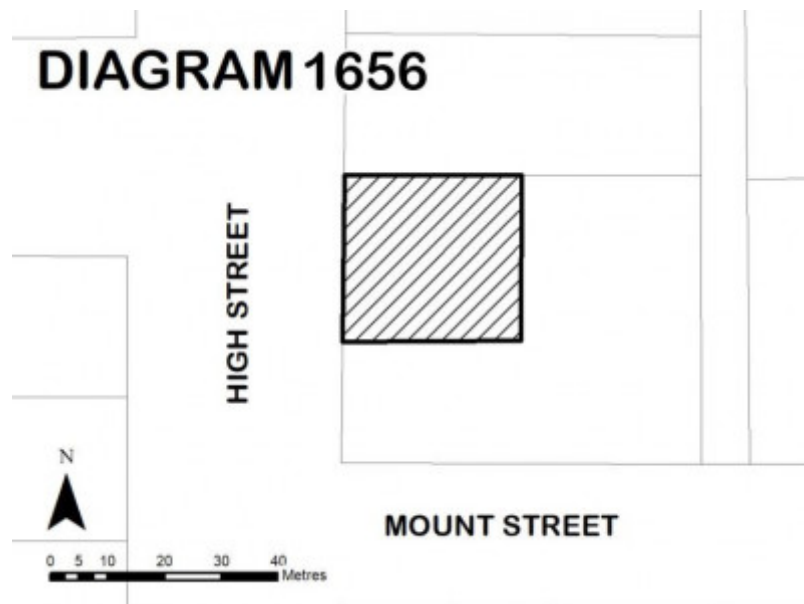 DIAGRAM 1656
HIGH STREET
N
MOUNT STREET
0 5 10 20 30 40
Metres